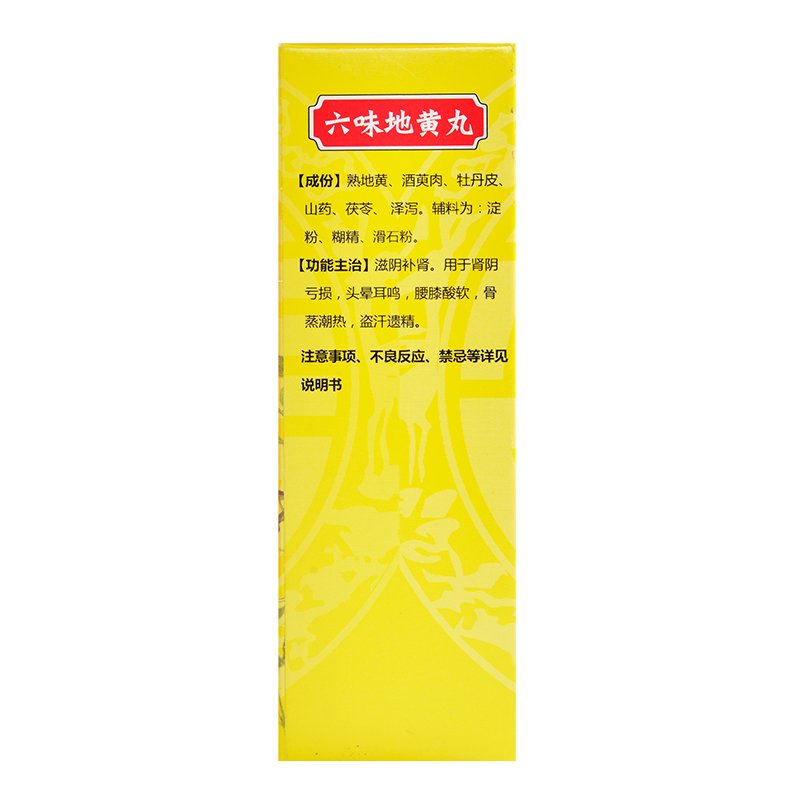 六味地黄丸
【成份】熟地黄、酒萸肉、牡丹皮、
山药、茯苓、 泽泻。辅料为：淀
粉、糊精、滑石粉。
【功能主治】滋阴补肾。用于肾阴
亏损，头晕耳鸣，腰膝酸软，骨
蒸潮热，盗汗遗精。
注意事项、不良反应、禁忌等详见
说明书